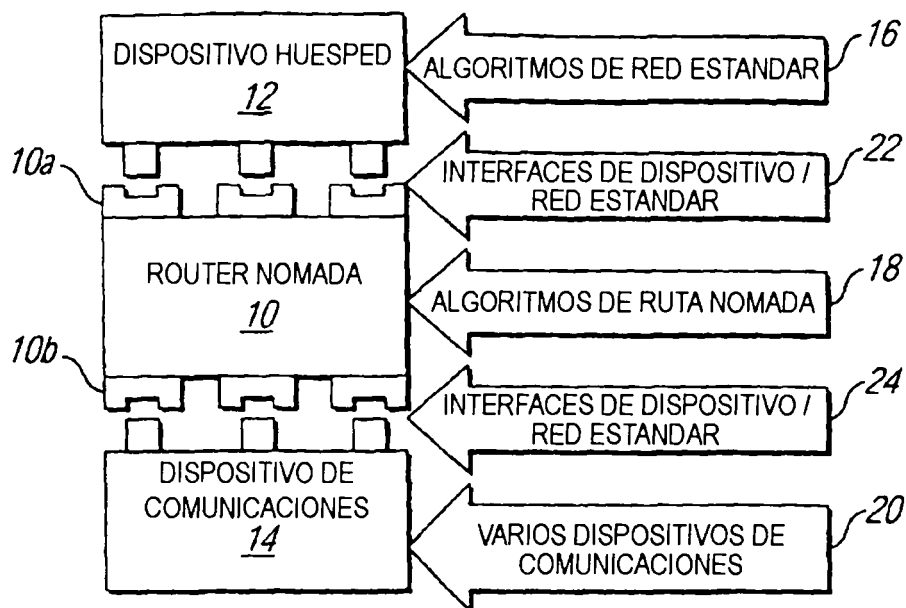 DISPOSITIVO HUESPED
12
ALGORITMOS DE RED ESTANDAR
16
10a
INTERFACES DE DISPOSITIVO /
RED ESTANDAR
22
ROUTER NOMADA
10
ALGORITMOS DE RUTA NOMADA
18
10b
INTERFACES DE DISPOSITIVO /
RED ESTANDAR
24
DISPOSITIVO DE
COMUNICACIONES
14
VARIOS DISPOSITIVOS DE
COMUNICACIONES
20